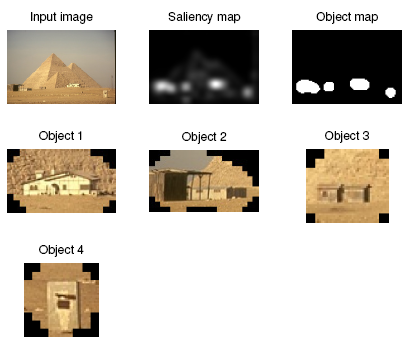 Input image
Saliency map
Object map
Object 1
Object 2
Object 3
Object 4